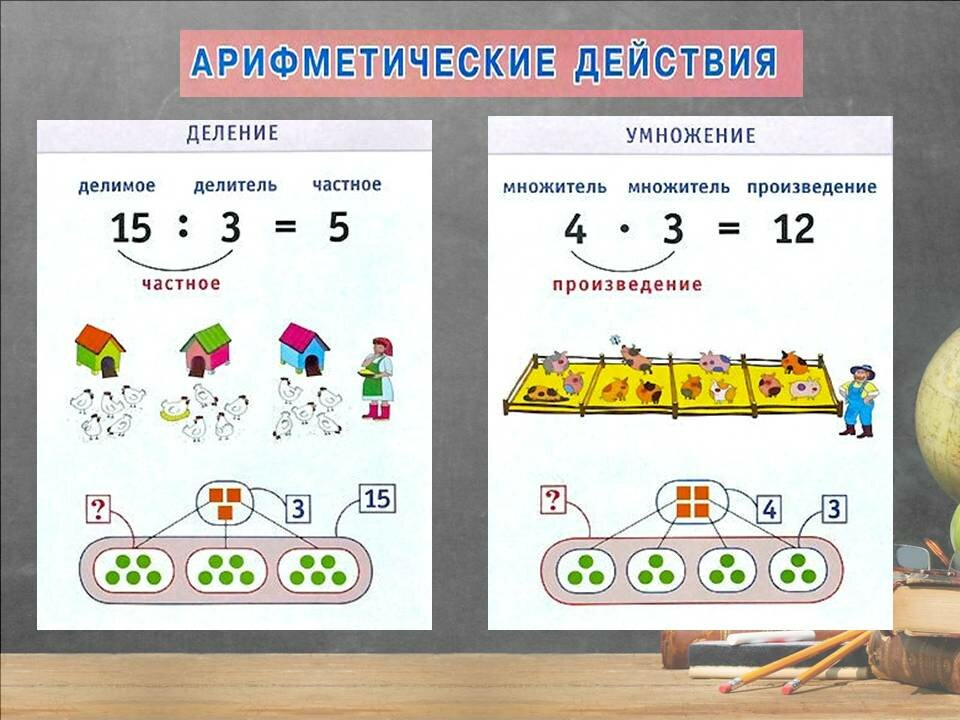 АРИФМЕТИЧЕСКИЕ ДЕЙСТВИЯ
ДЕЛЕНИЕ
делимое делитель частное
15 : 3 = 5
частное
? 3 15
УМНОЖЕНИЕ
множитель множитель произведение
4 · 3 = 12
произведение
? 4 3